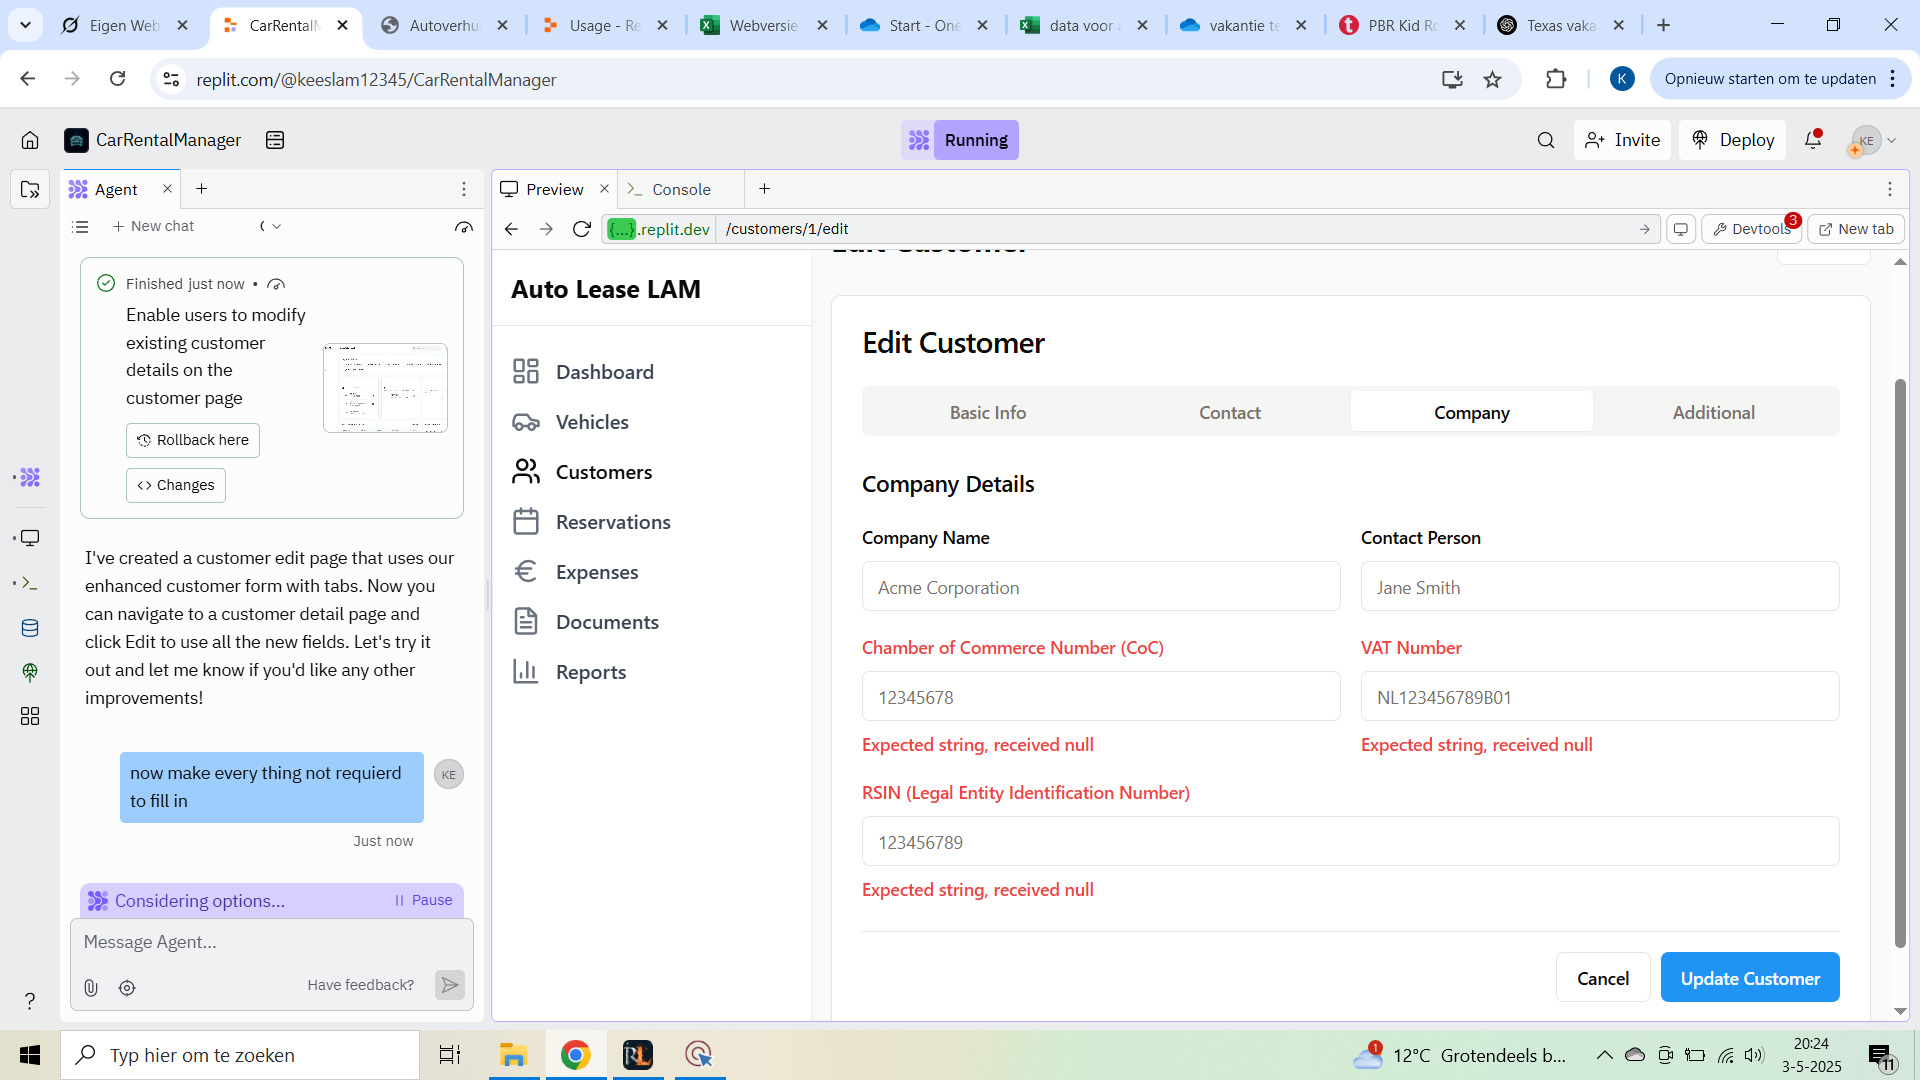 Eigen Web
CarRentalM
Autoverhu
Usage - Re
Webversie
Start - One
data voor a
vakantie te
PBR Kid Ro
Texas vaka
replit.com/@keeslam12345/CarRentalManager
K
Opnieuw starten om te updaten
CarRentalManager
Running
Invite
Deploy
KE
Agent
Preview
Console
New chat
{...}.replit.dev
/customers/1/edit
Devtools
3
New tab
Finished just now •
Enable users to modify
existing customer
details on the
customer page
Rollback here
<> Changes
I've created a customer edit page that uses our
enhanced customer form with tabs. Now you
can navigate to a customer detail page and
click Edit to use all the new fields. Let's try it
out and let me know if you'd like any other
improvements!
now make every thing not requierd
to fill in
KE
Just now
Considering options...
Pause
Message Agent...
Have feedback?
Auto Lease LAM
Dashboard
Vehicles
Customers
Reservations
Expenses
Documents
Reports
Edit Customer
Edit Customer
Basic Info
Contact
Company
Additional
Company Details
Company Name
Contact Person
Acme Corporation
Jane Smith
Chamber of Commerce Number (CoC)
VAT Number
12345678
NL123456789B01
Expected string, received null
Expected string, received null
RSIN (Legal Entity Identification Number)
123456789
Expected string, received null
Cancel
Update Customer
?
Typ hier om te zoeken
RL
1
12°C Grotendeels b...
20:24
3-5-2025
11